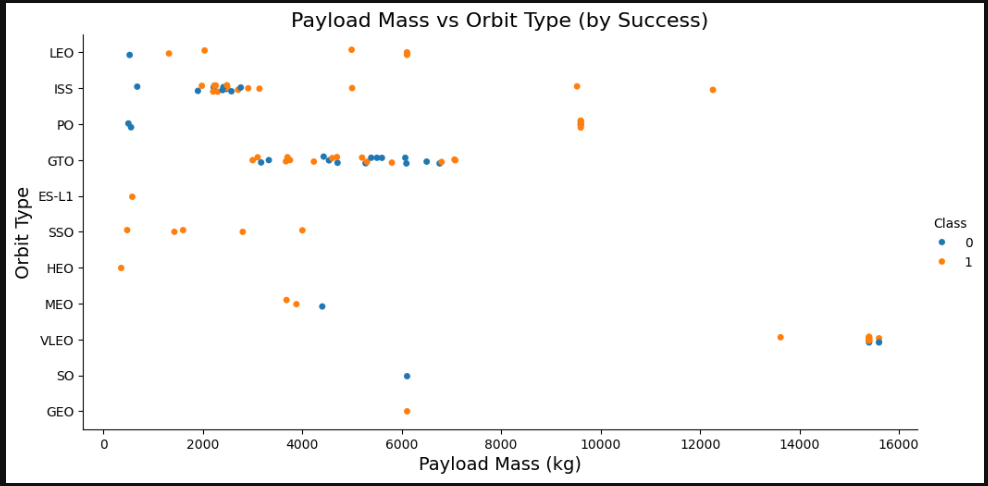 Payload Mass vs Orbit Type (by Success)
Orbit Type
LEO
ISS
PO
GTO
ES-L1
SSO
HEO
MEO
VLEO
SO
GEO
0 2000 4000 6000 8000 10000 12000 14000 16000
Payload Mass (kg)
Class
0
1